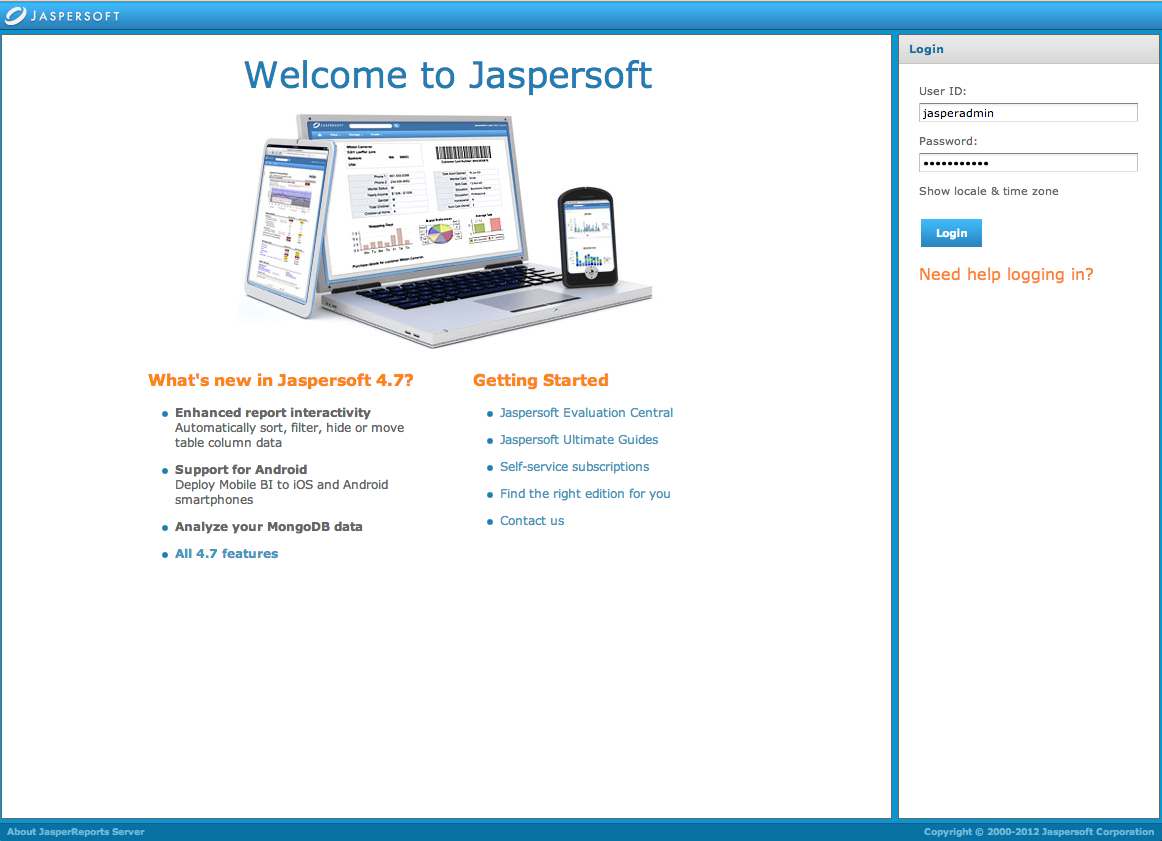 JASPERSOFT
Welcome to Jaspersoft
What's new in Jaspersoft 4.7?
Enhanced report interactivity
Automatically sort, filter, hide or move
table column data
Support for Android
Deploy Mobile BI to iOS and Android
smartphones
Analyze your MongoDB data
All 4.7 features
Getting Started
Jaspersoft Evaluation Central
Jaspersoft Ultimate Guides
Self-service subscriptions
Find the right edition for you
Contact us
Login
User ID:
jasperadmin
Password:
•••••••••••
Show locale & time zone
Login
Need help logging in?
About JasperReports Server
Copyright © 2000-2012 Jaspersoft Corporation